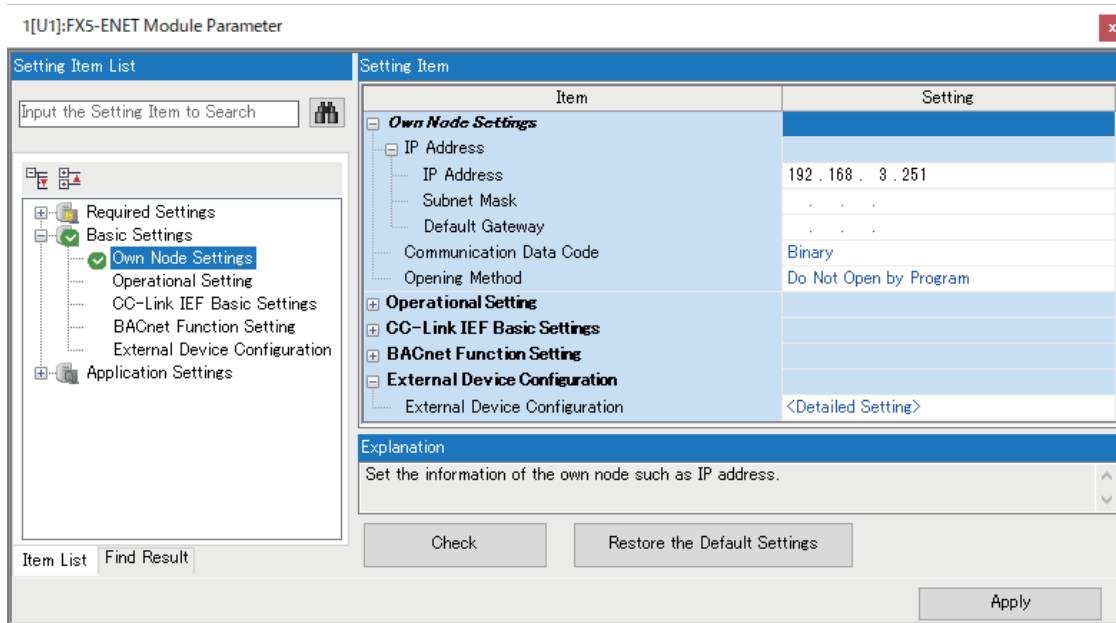 1[U1]:FX5-ENET Module Parameter
x
Setting Item List
Input the Setting Item to Search
Required Settings
Basic Settings
Own Node Settings
Operational Setting
CC-Link IEF Basic Settings
BACnet Function Setting
External Device Configuration
Application Settings
Item List Find Result
Setting Item
Item Setting
Own Node Settings
IP Address
IP Address 192 . 168 . 3 . 251
Subnet Mask . . .
Default Gateway . . .
Communication Data Code Binary
Opening Method Do Not Open by Program
Operational Setting
CC-Link IEF Basic Settings
BACnet Function Setting
External Device Configuration
External Device Configuration <Detailed Setting>
Explanation
Set the information of the own node such as IP address.
Check Restore the Default Settings
Apply